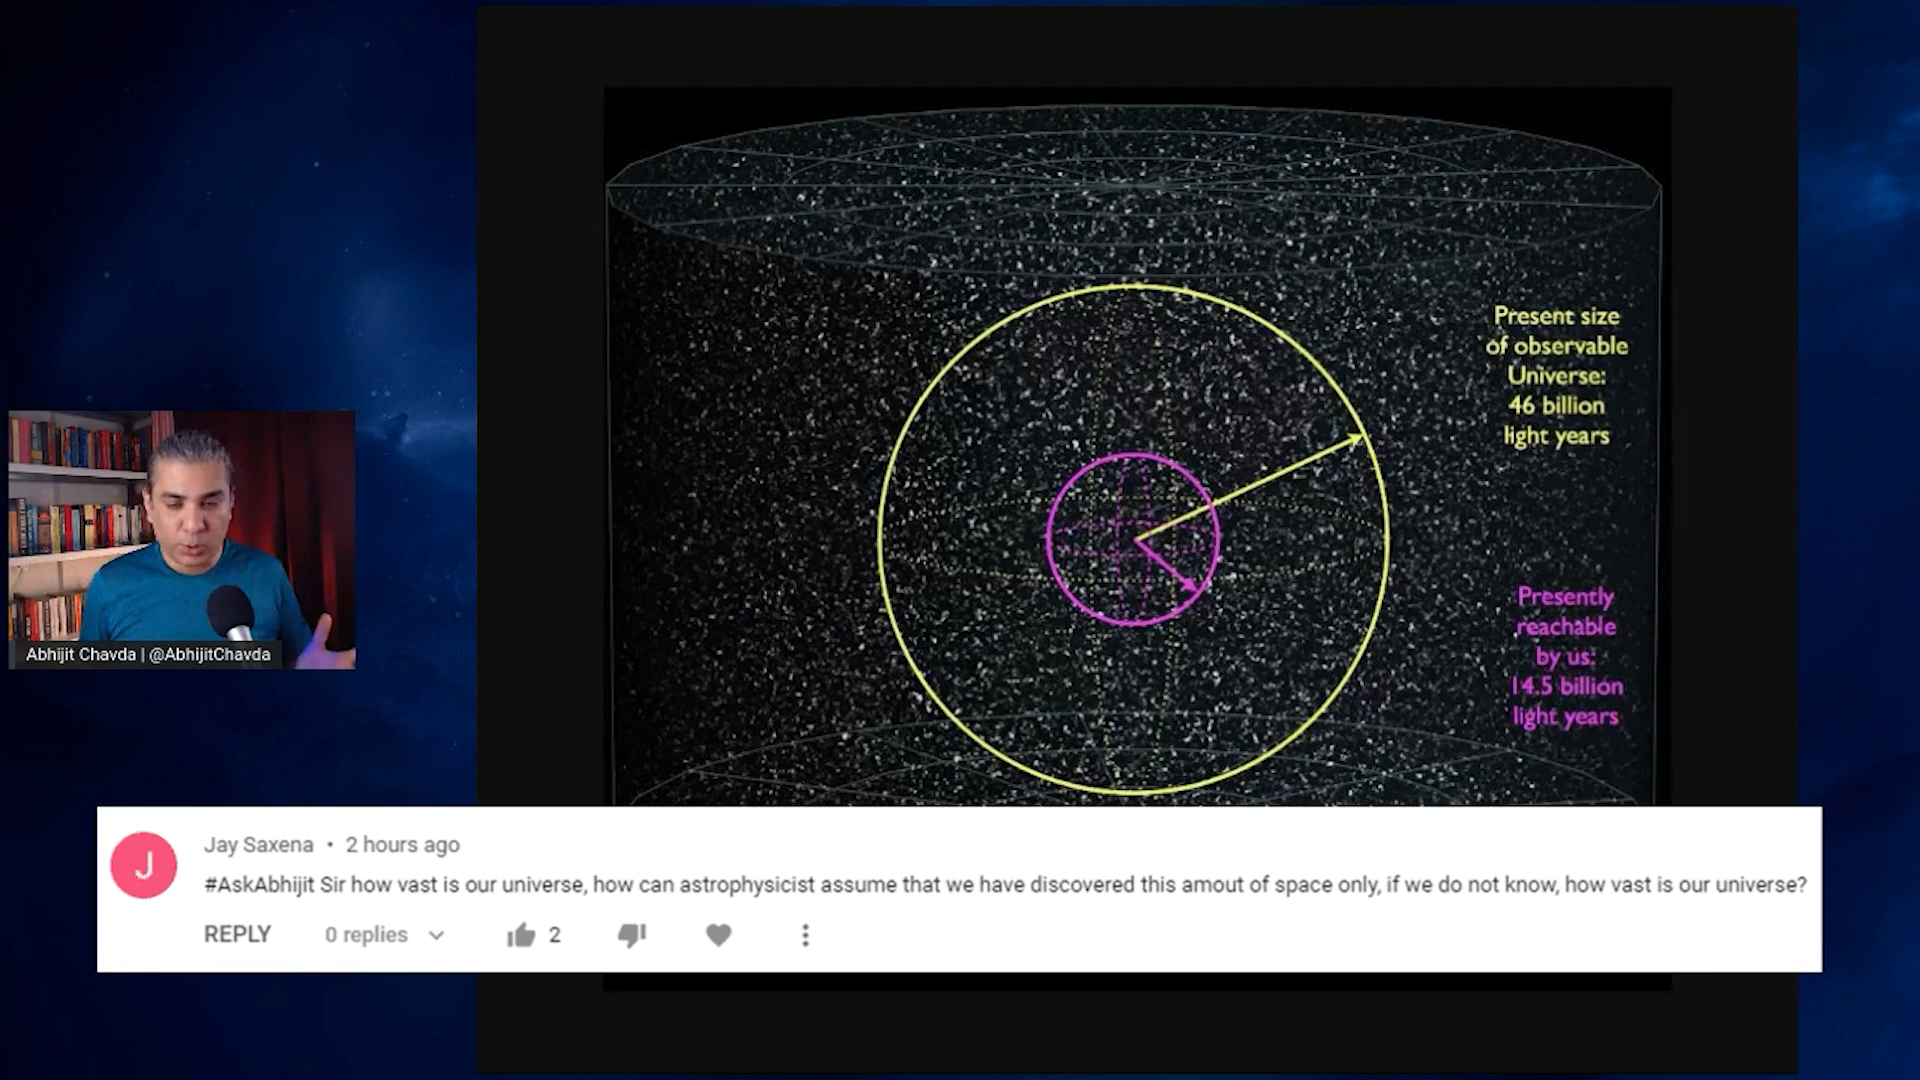 Present size
of observable
Universe:
46 billion
light years
Presently
reachable
by us:
14.5 billion
light years
Abhijit Chavda | @AbhijitChavda
J
Jay Saxena • 2 hours ago
#AskAbhijit Sir how vast is our universe, how can astrophysicist assume that we have discovered this amout of space only, if we do not know, how vast is our universe?
REPLY 0 replies 2